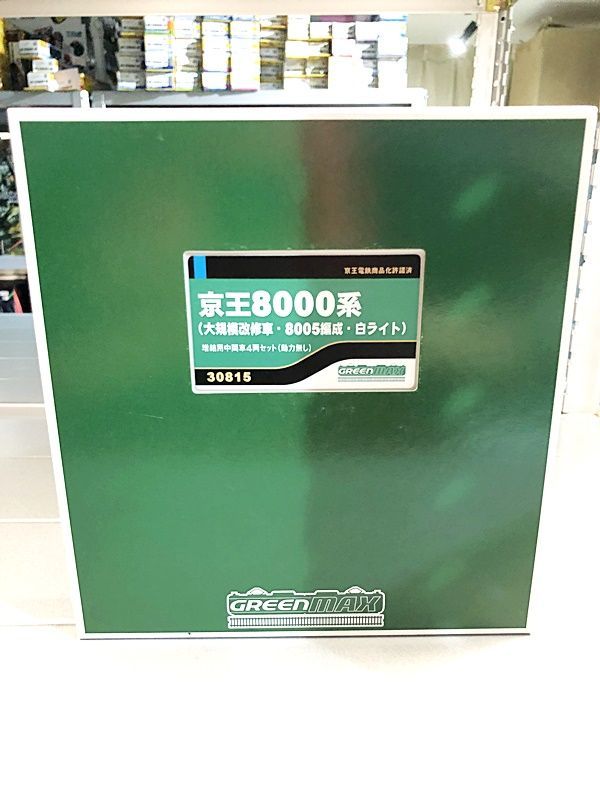 京王電鉄商品化許諾済
京王8000系
（大規模改修車・8005編成・白ライト）
増結用中間車4両セット（動力無し）
30815
GREENMAX
GREENMAX